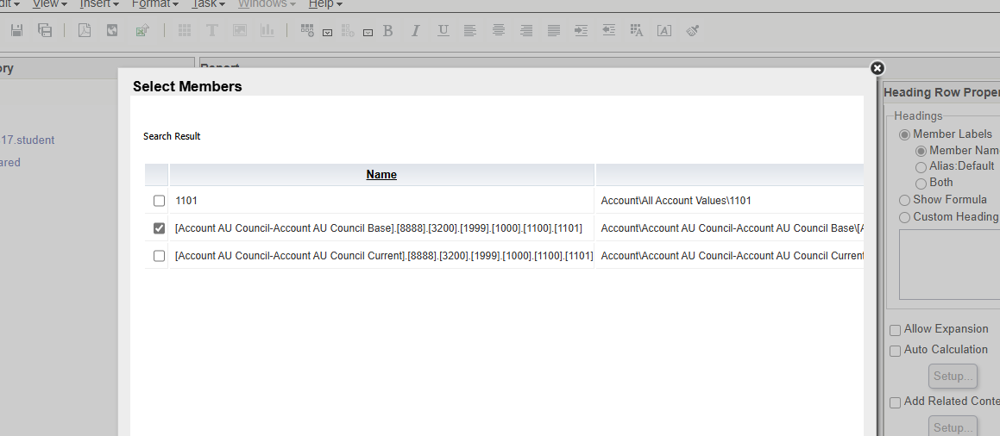 View Insert Format Task Windows Help
B I U
Report
Select Members
Heading Row Proper
Search Result
Headings
Member Labels
17.student
Member Nam
ared
Alias:Default
Name
Both
1101 Account\All Account Values\1101
Show Formula
Custom Heading
[Account AU Council-Account AU Council Base].[8888].[3200].[1999].[1000].[1100].[1101] Account\Account AU Council-Account AU Council Base\[A
[Account AU Council-Account AU Council Current].[8888].[3200].[1999].[1000].[1100].[1101] Account\Account AU Council-Account AU Council Current
Allow Expansion
Auto Calculation
Setup...
Add Related Conte
Setup...